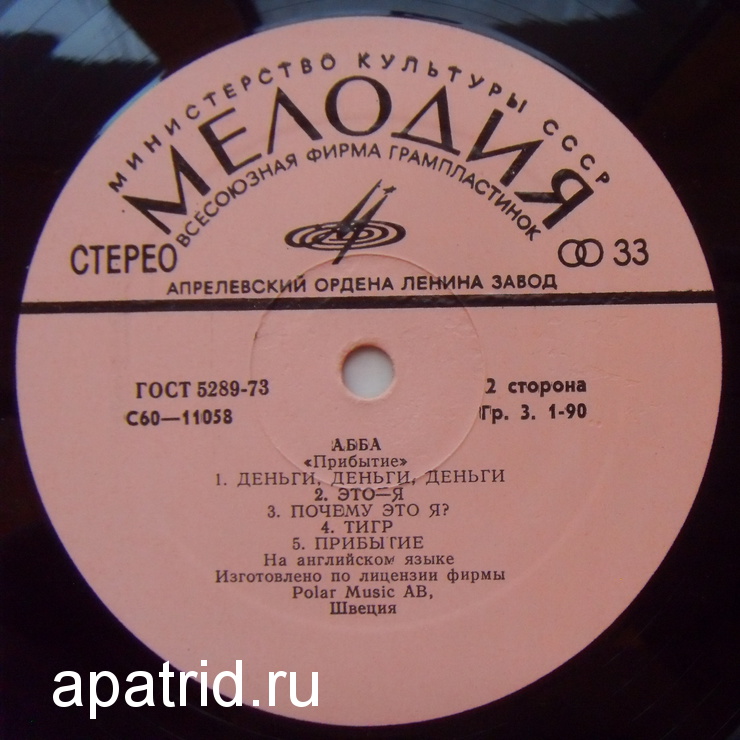 МИНИСТЕРСТВО КУЛЬТУРЫ СССР
МЕЛОДИЯ
ВСЕСОЮЗНАЯ ФИРМА ГРАМПЛАСТИНОК
СТЕРЕО
33
АПРЕЛЕВСКИЙ ОРДЕНА ЛЕНИНА ЗАВОД
ГОСТ 5289-73
2 сторона
С60—11058
Гр. 3. 1-90
АББА
«Прибытие»
1. ДЕНЬГИ, ДЕНЬГИ, ДЕНЬГИ
2. ЭТО—Я
3. ПОЧЕМУ ЭТО Я?
4. ТИГР
5. ПРИБЫТИЕ
На английском языке
Изготовлено по лицензии фирмы
Polar Music AB,
Швеция
apatrid.ru